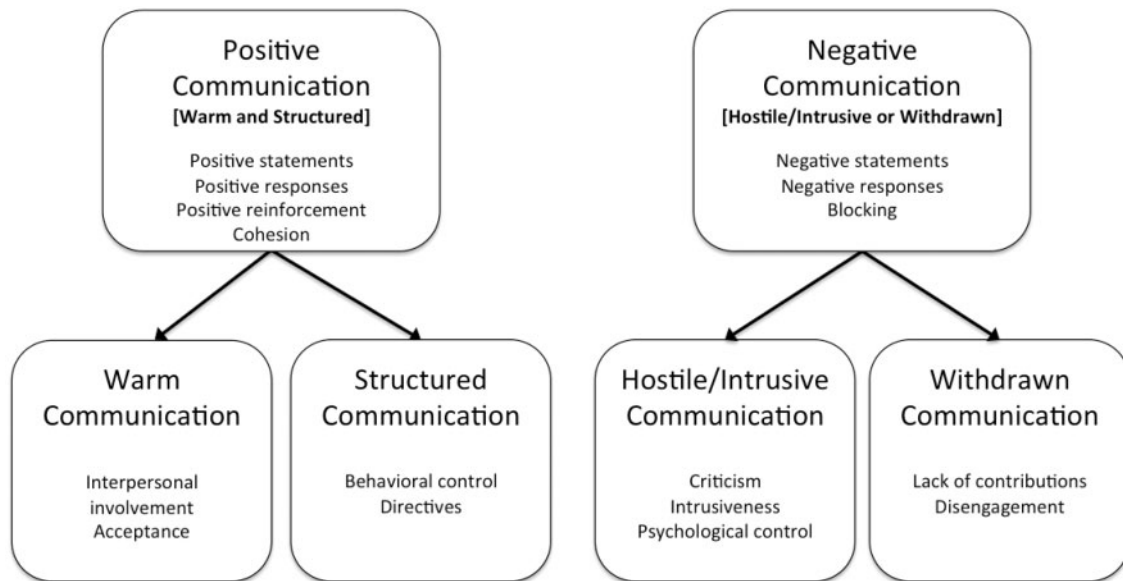 Positive
Communication
[Warm and Structured]
Positive statements
Positive responses
Positive reinforcement
Cohesion
Negative
Communication
[Hostile/Intrusive or Withdrawn]
Negative statements
Negative responses
Blocking
Warm
Communication
Interpersonal
involvement
Acceptance
Structured
Communication
Behavioral control
Directives
Hostile/Intrusive
Communication
Criticism
Intrusiveness
Psychological control
Withdrawn
Communication
Lack of contributions
Disengagement